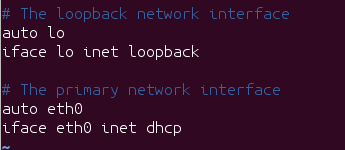 # The loopback network interface
auto lo
iface lo inet loopback
# The primary network interface
auto eth0
iface eth0 inet dhcp
~